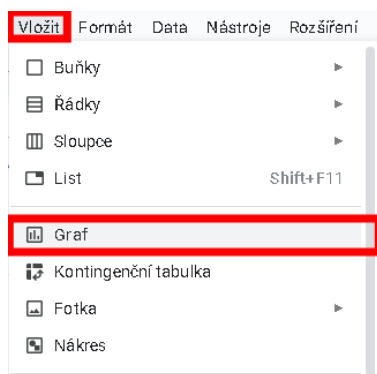 Vložit Formát Data Nástroje Rozšíření
Buňky
Řádky
Sloupce
List Shift+F11
Graf
Kontingenční tabulka
Fotka
Nákres